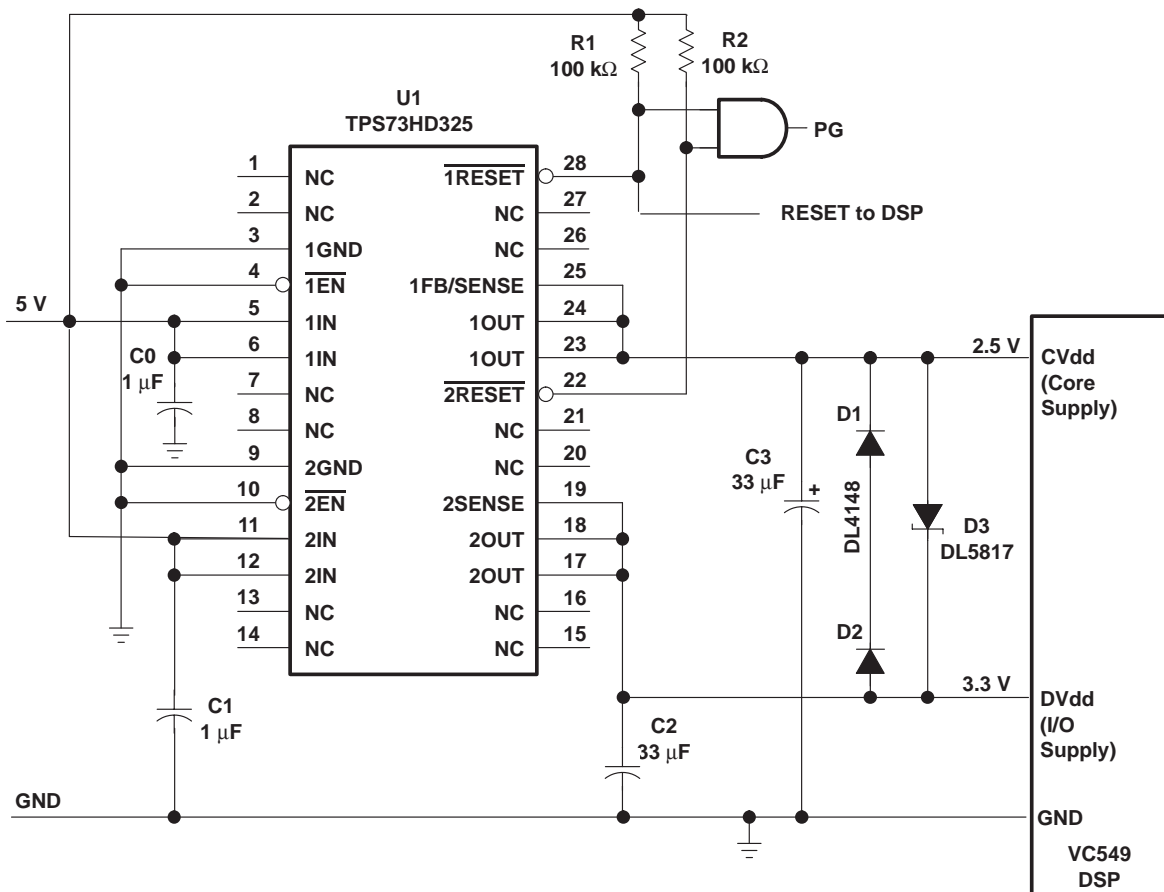 R1
100 kΩ
R2
100 kΩ
PG
U1
TPS73HD325
1
NC
2
NC
3
1GND
4
1EN
5
1IN
6
1IN
7
NC
8
NC
9
2GND
10
2EN
11
2IN
12
2IN
13
NC
14
NC
1RESET
28
NC
27
NC
26
1FB/SENSE
25
1OUT
24
1OUT
23
2RESET
22
NC
21
NC
20
2SENSE
19
2OUT
18
2OUT
17
NC
16
NC
15
RESET to DSP
5 V
C0
1 μF
C1
1 μF
GND
C2
33 μF
C3
33 μF
+
D1
DL4148
D2
D3
DL5817
2.5 V
3.3 V
CVdd
(Core
Supply)
DVdd
(I/O
Supply)
GND
VC549
DSP